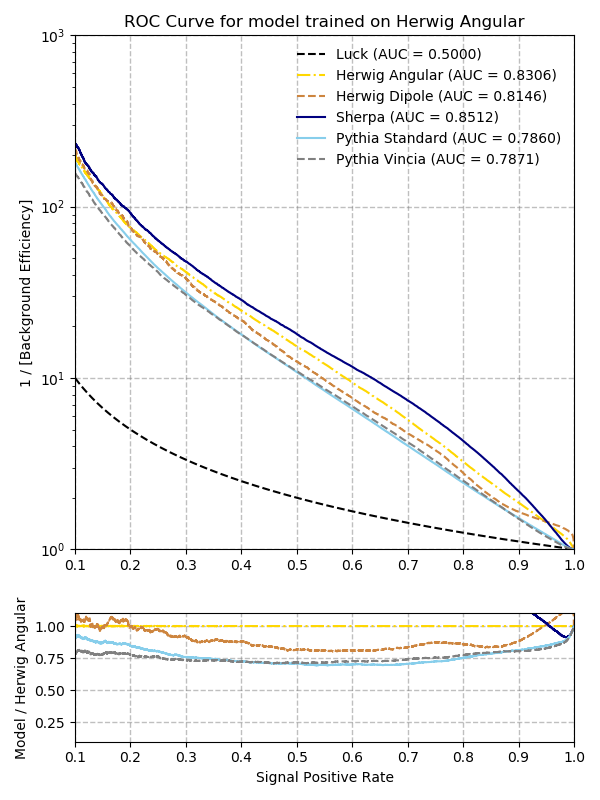 ROC Curve for model trained on Herwig Angular
1 / [Background Efficiency]
10³
10²
10¹
10⁰
Luck (AUC = 0.5000)
Herwig Angular (AUC = 0.8306)
Herwig Dipole (AUC = 0.8146)
Sherpa (AUC = 0.8512)
Pythia Standard (AUC = 0.7860)
Pythia Vincia (AUC = 0.7871)
0.1 0.2 0.3 0.4 0.5 0.6 0.7 0.8 0.9 1.0
Model / Herwig Angular
1.00
0.75
0.50
0.25
0.1 0.2 0.3 0.4 0.5 0.6 0.7 0.8 0.9 1.0
Signal Positive Rate